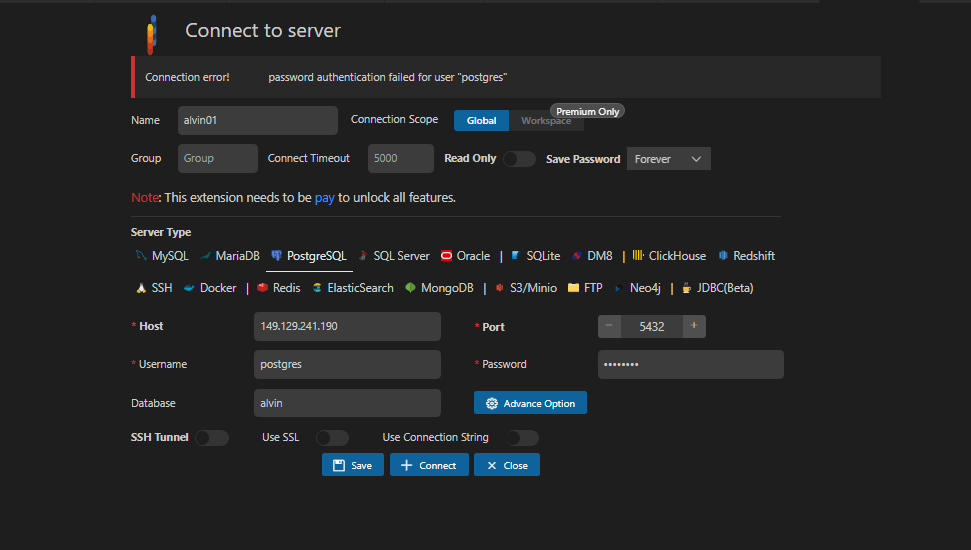 Connect to server
Connection error! password authentication failed for user "postgres"
Name alvin01 Connection Scope Global Workspace Premium Only
Group Group Connect Timeout 5000 Read Only Save Password Forever
Note: This extension needs to be pay to unlock all features.
Server Type
MySQL MariaDB PostgreSQL SQL Server Oracle | SQLite DM8 | ClickHouse Redshift
SSH Docker | Redis ElasticSearch MongoDB | S3/Minio FTP Neo4j | JDBC(Beta)
* Host 149.129.241.190 * Port − 5432 +
* Username postgres * Password ••••••••
Database alvin Advance Option
SSH Tunnel Use SSL Use Connection String
Save Connect Close